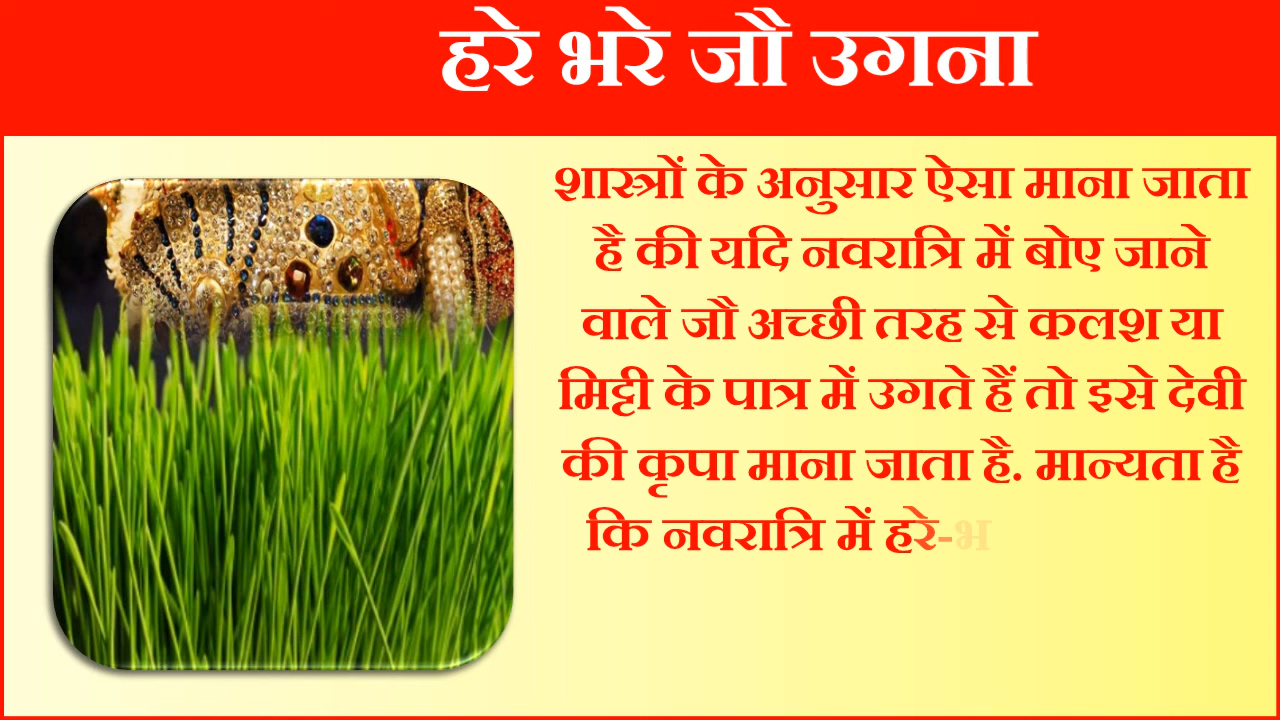 हरे भरे जौ उगना
शास्त्रों के अनुसार ऐसा माना जाता
है की यदि नवरात्रि में बोए जाने
वाले जौ अच्छी तरह से कलश या
मिट्टी के पात्र में उगते हैं तो इसे देवी
की कृपा माना जाता है. मान्यता है
कि नवरात्रि में हरे-भ